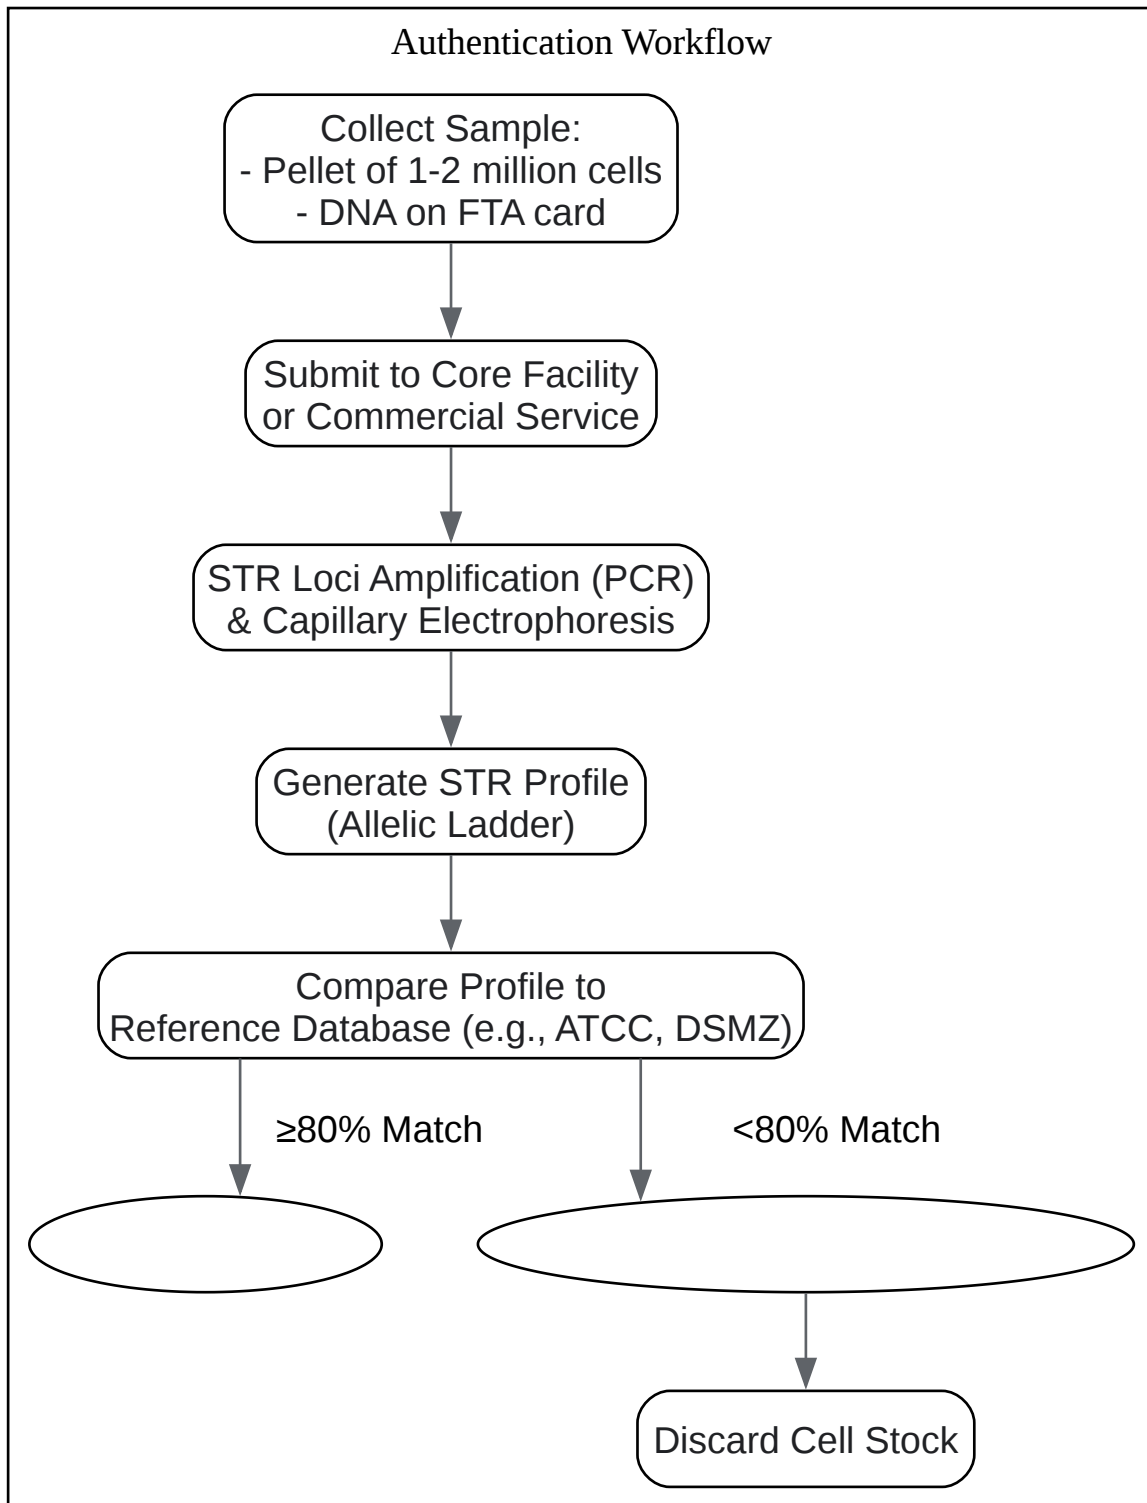 Authentication Workflow
Collect Sample:
- Pellet of 1-2 million cells
- DNA on FTA card
Submit to Core Facility
or Commercial Service
STR Loci Amplification (PCR)
& Capillary Electrophoresis
Generate STR Profile
(Allelic Ladder)
Compare Profile to
Reference Database (e.g., ATCC, DSMZ)
≥80% Match
<80% Match
Discard Cell Stock